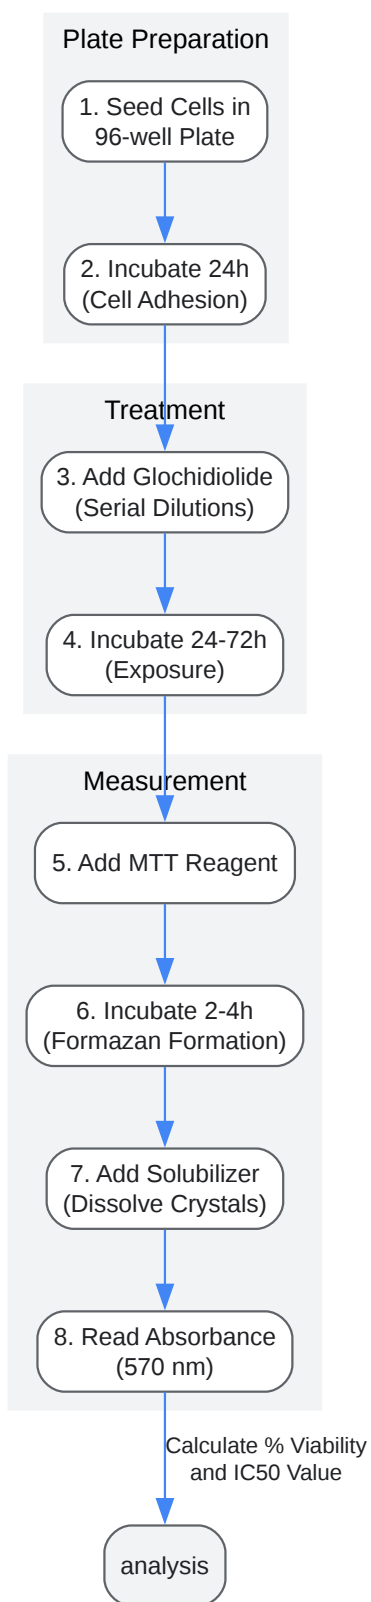 Plate Preparation
1. Seed Cells in
96-well Plate
2. Incubate 24h
(Cell Adhesion)
Treatment
3. Add Glochidiolide
(Serial Dilutions)
4. Incubate 24-72h
(Exposure)
Measurement
5. Add MTT Reagent
6. Incubate 2-4h
(Formazan Formation)
7. Add Solubilizer
(Dissolve Crystals)
8. Read Absorbance
(570 nm)
Calculate % Viability
and IC50 Value
analysis